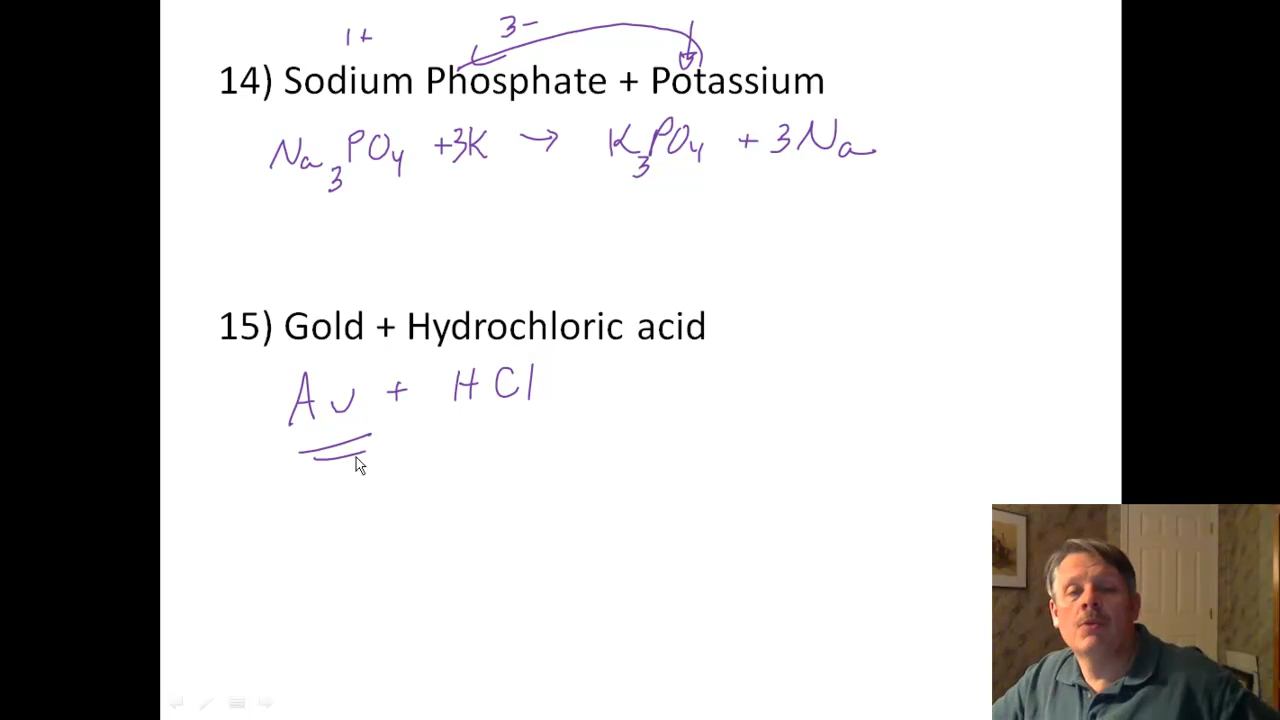 1+ 3-
14) Sodium Phosphate + Potassium
Na₃PO₄ +3K → K₃PO₄ + 3Na
15) Gold + Hydrochloric acid
Au + HCl